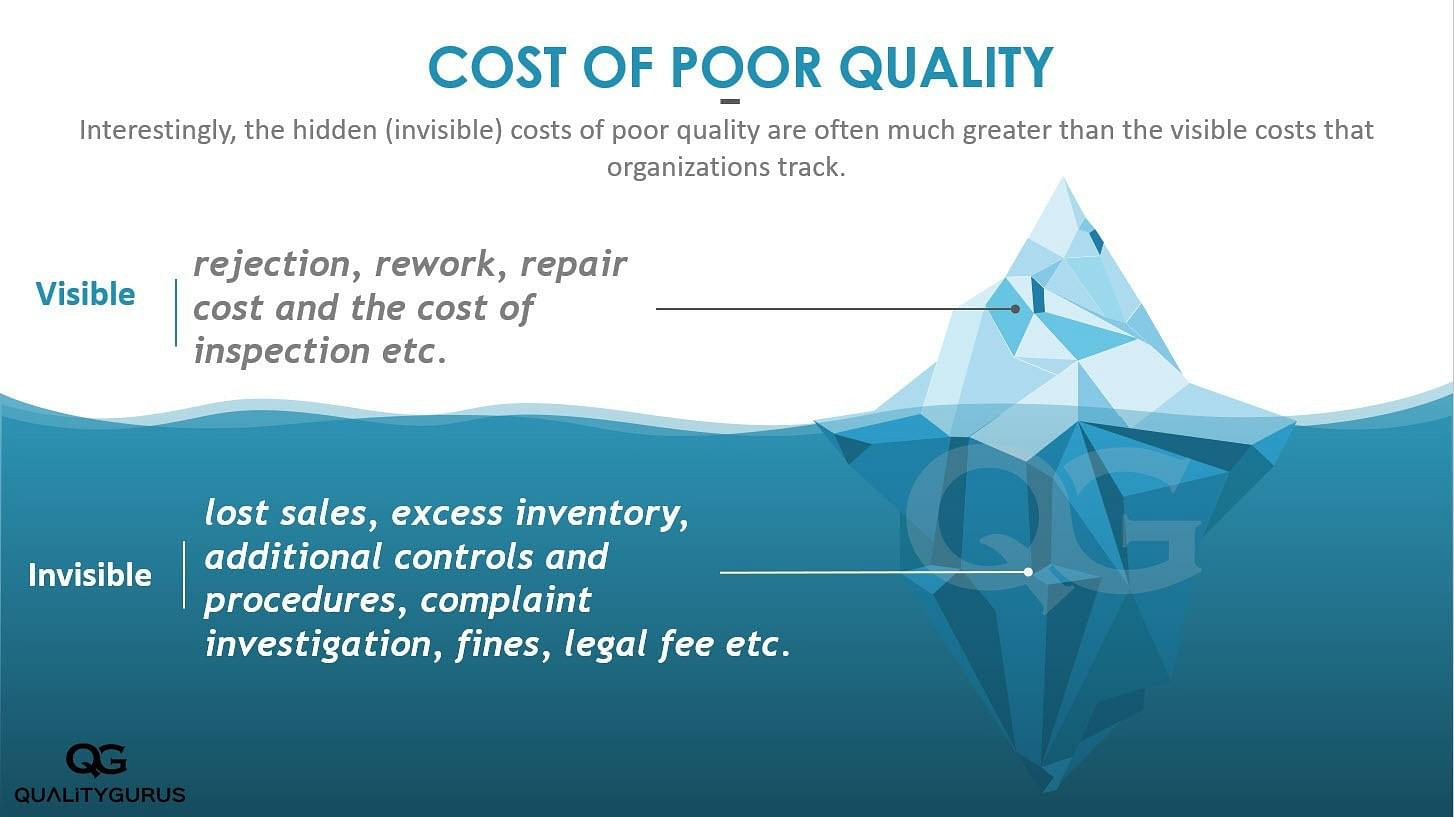 COST OF POOR QUALITY
Interestingly, the hidden (invisible) costs of poor quality are often much greater than the visible costs that
organizations track.
Visible
rejection, rework, repair
cost and the cost of
inspection etc.
Invisible
lost sales, excess inventory,
additional controls and
procedures, complaint
investigation, fines, legal fee etc.
QG
QG
QUALiTYGURUS